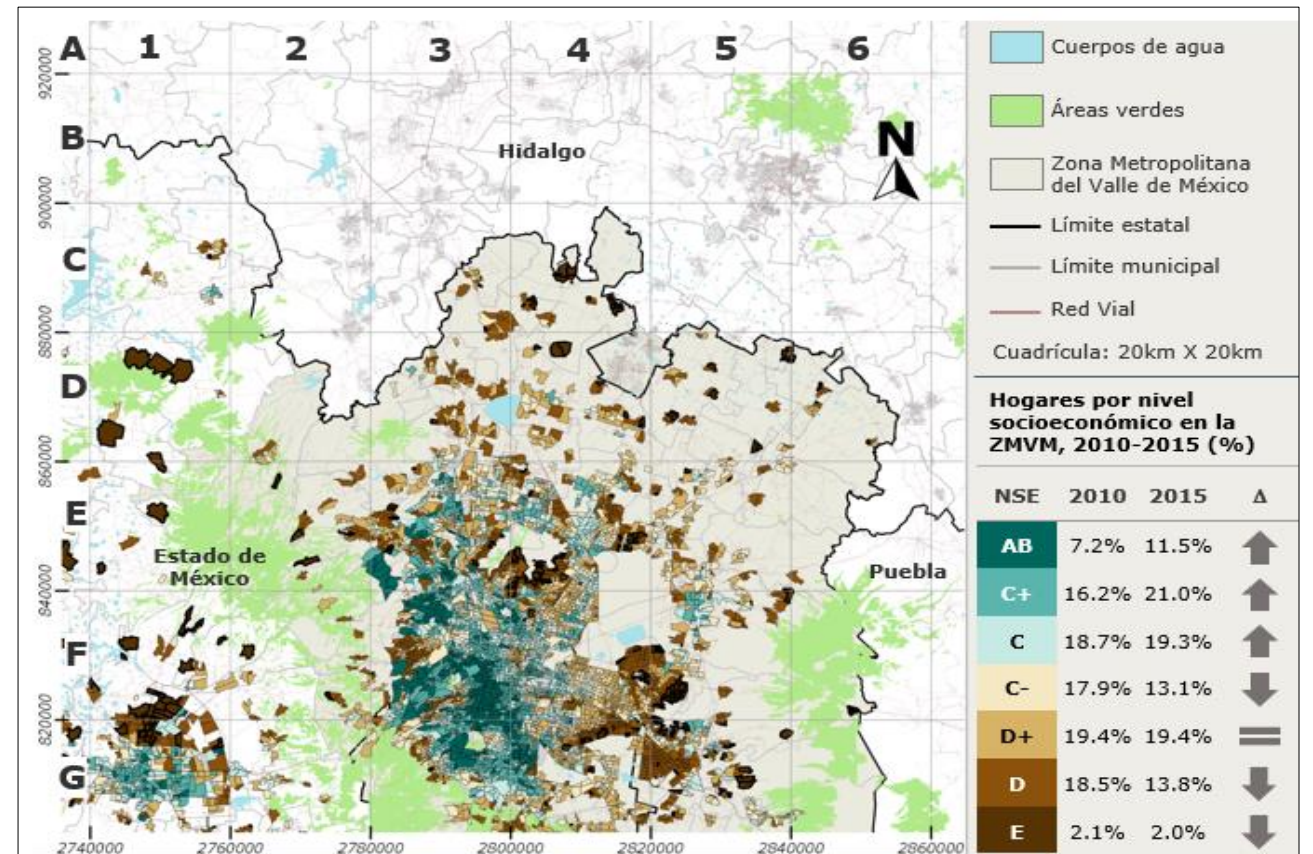 A 1 2 3 4 5 6
920000
B
Hidalgo
N
900000
C
880000
D
860000
E
Estado de
México
Puebla
840000
F
820000
G
2740000 2760000 2780000 2800000 2820000 2840000 2860000
Cuerpos de agua
Áreas verdes
Zona Metropolitana
del Valle de México
Límite estatal
Límite municipal
Red Vial
Cuadrícula: 20km X 20km
Hogares por nivel
socioeconómico en la
ZMVM, 2010-2015 (%)
NSE 2010 2015 Δ
AB 7.2% 11.5%
C+ 16.2% 21.0%
C 18.7% 19.3%
C- 17.9% 13.1%
D+ 19.4% 19.4%
D 18.5% 13.8%
E 2.1% 2.0%